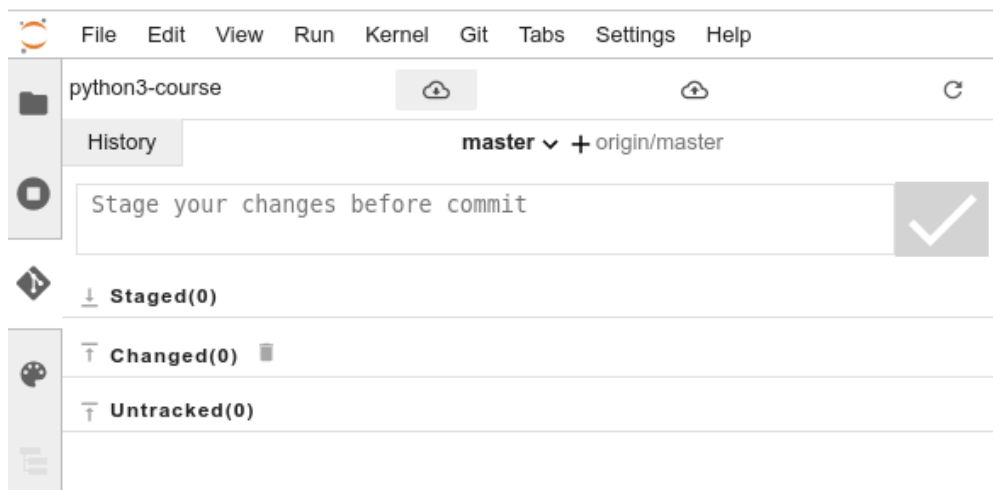 File Edit View Run Kernel Git Tabs Settings Help
python3-course
History master origin/master
Stage your changes before commit
Staged(0)
Changed(0)
Untracked(0)